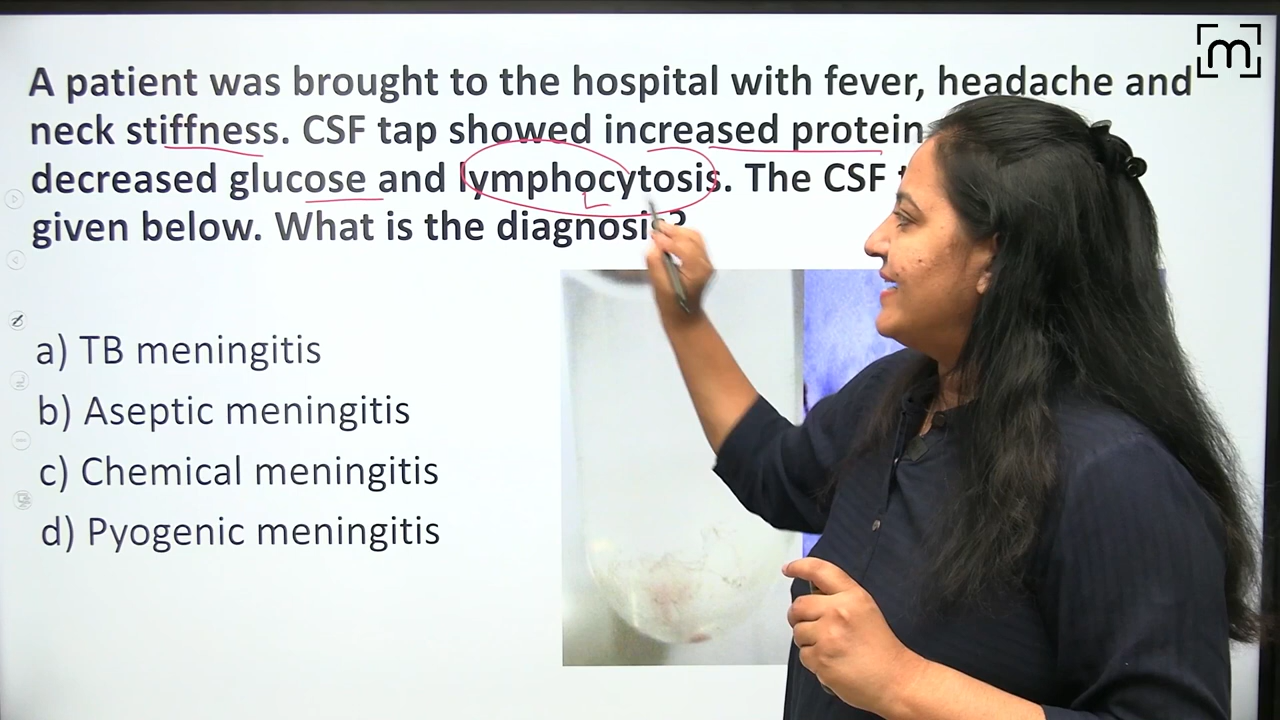 A patient was brought to the hospital with fever, headache and
neck stiffness. CSF tap showed increased protein
decreased glucose and lymphocytosis. The CSF
given below. What is the diagnosis?
a) TB meningitis
b) Aseptic meningitis
c) Chemical meningitis
d) Pyogenic meningitis
m
L